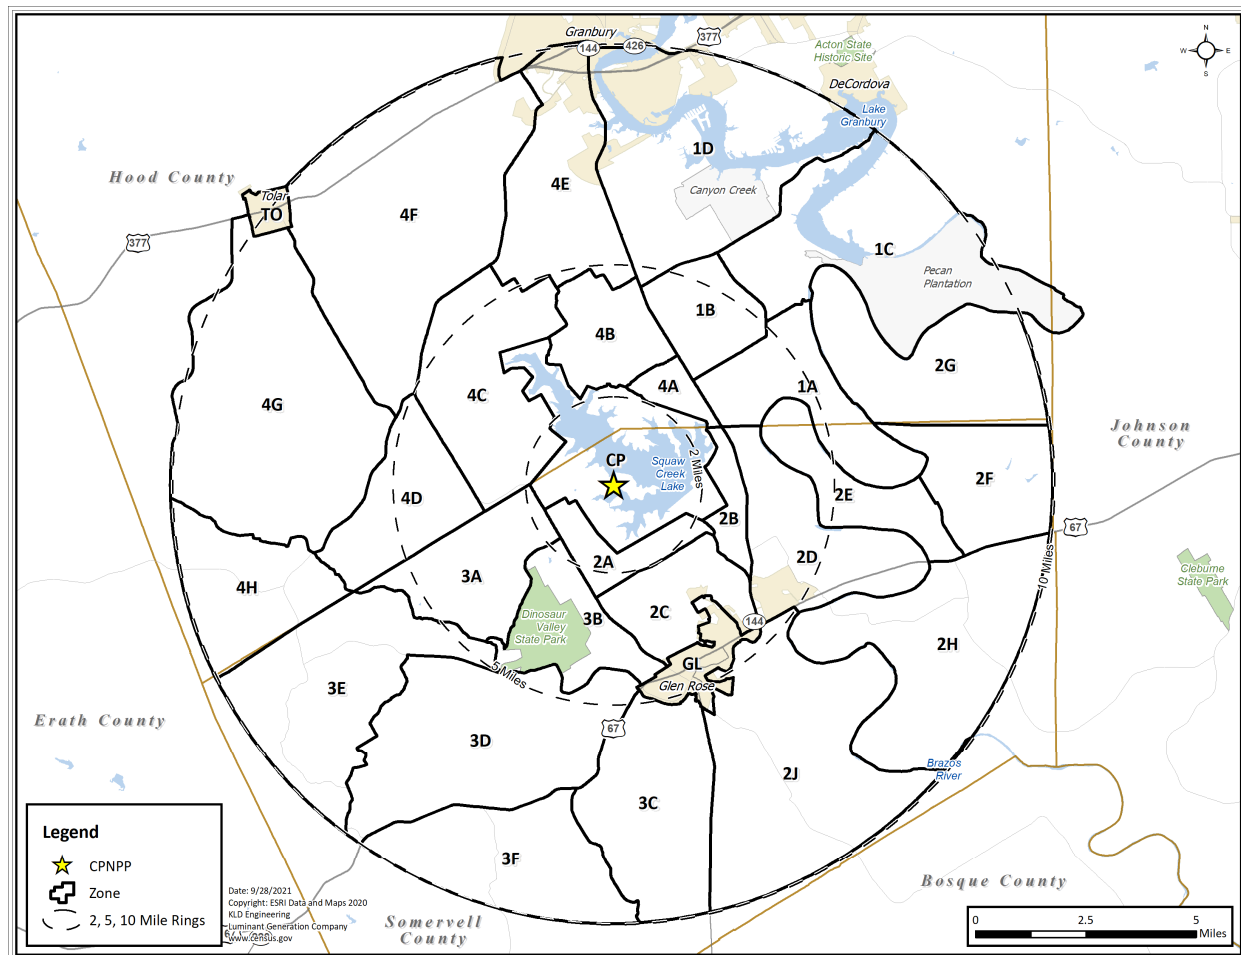 Granbury
144
426
377
Acton State
Historic Site
N
W
E
S
DeCordova
Lake
Granbury
1D
Hood County
4E
Canyon Creek
Tolar
TO
4F
377
1C
Pecan
Plantation
1B
4B
2G
4A
1A
4C
4G
Johnson
County
CP
Squaw
Creek
Lake
2 Miles
2F
4D
2E
2B
67
2D
2A
10 Miles
3A
Cleburne
State Park
4H
Dinosaur
Valley
State Park
3B
2C
144
2H
GL
5 Miles
Glen Rose
3E
Erath County
67
3D
Brazos
River
2J
3C
Legend
CPNPP
Zone
2, 5, 10 Mile Rings
3F
Bosque County
Date: 9/28/2021
Copyright: ESRI Data and Maps 2020
KLD Engineering
Luminant Generation Company
www.census.gov
Somervell
County
0
2.5
5
Miles